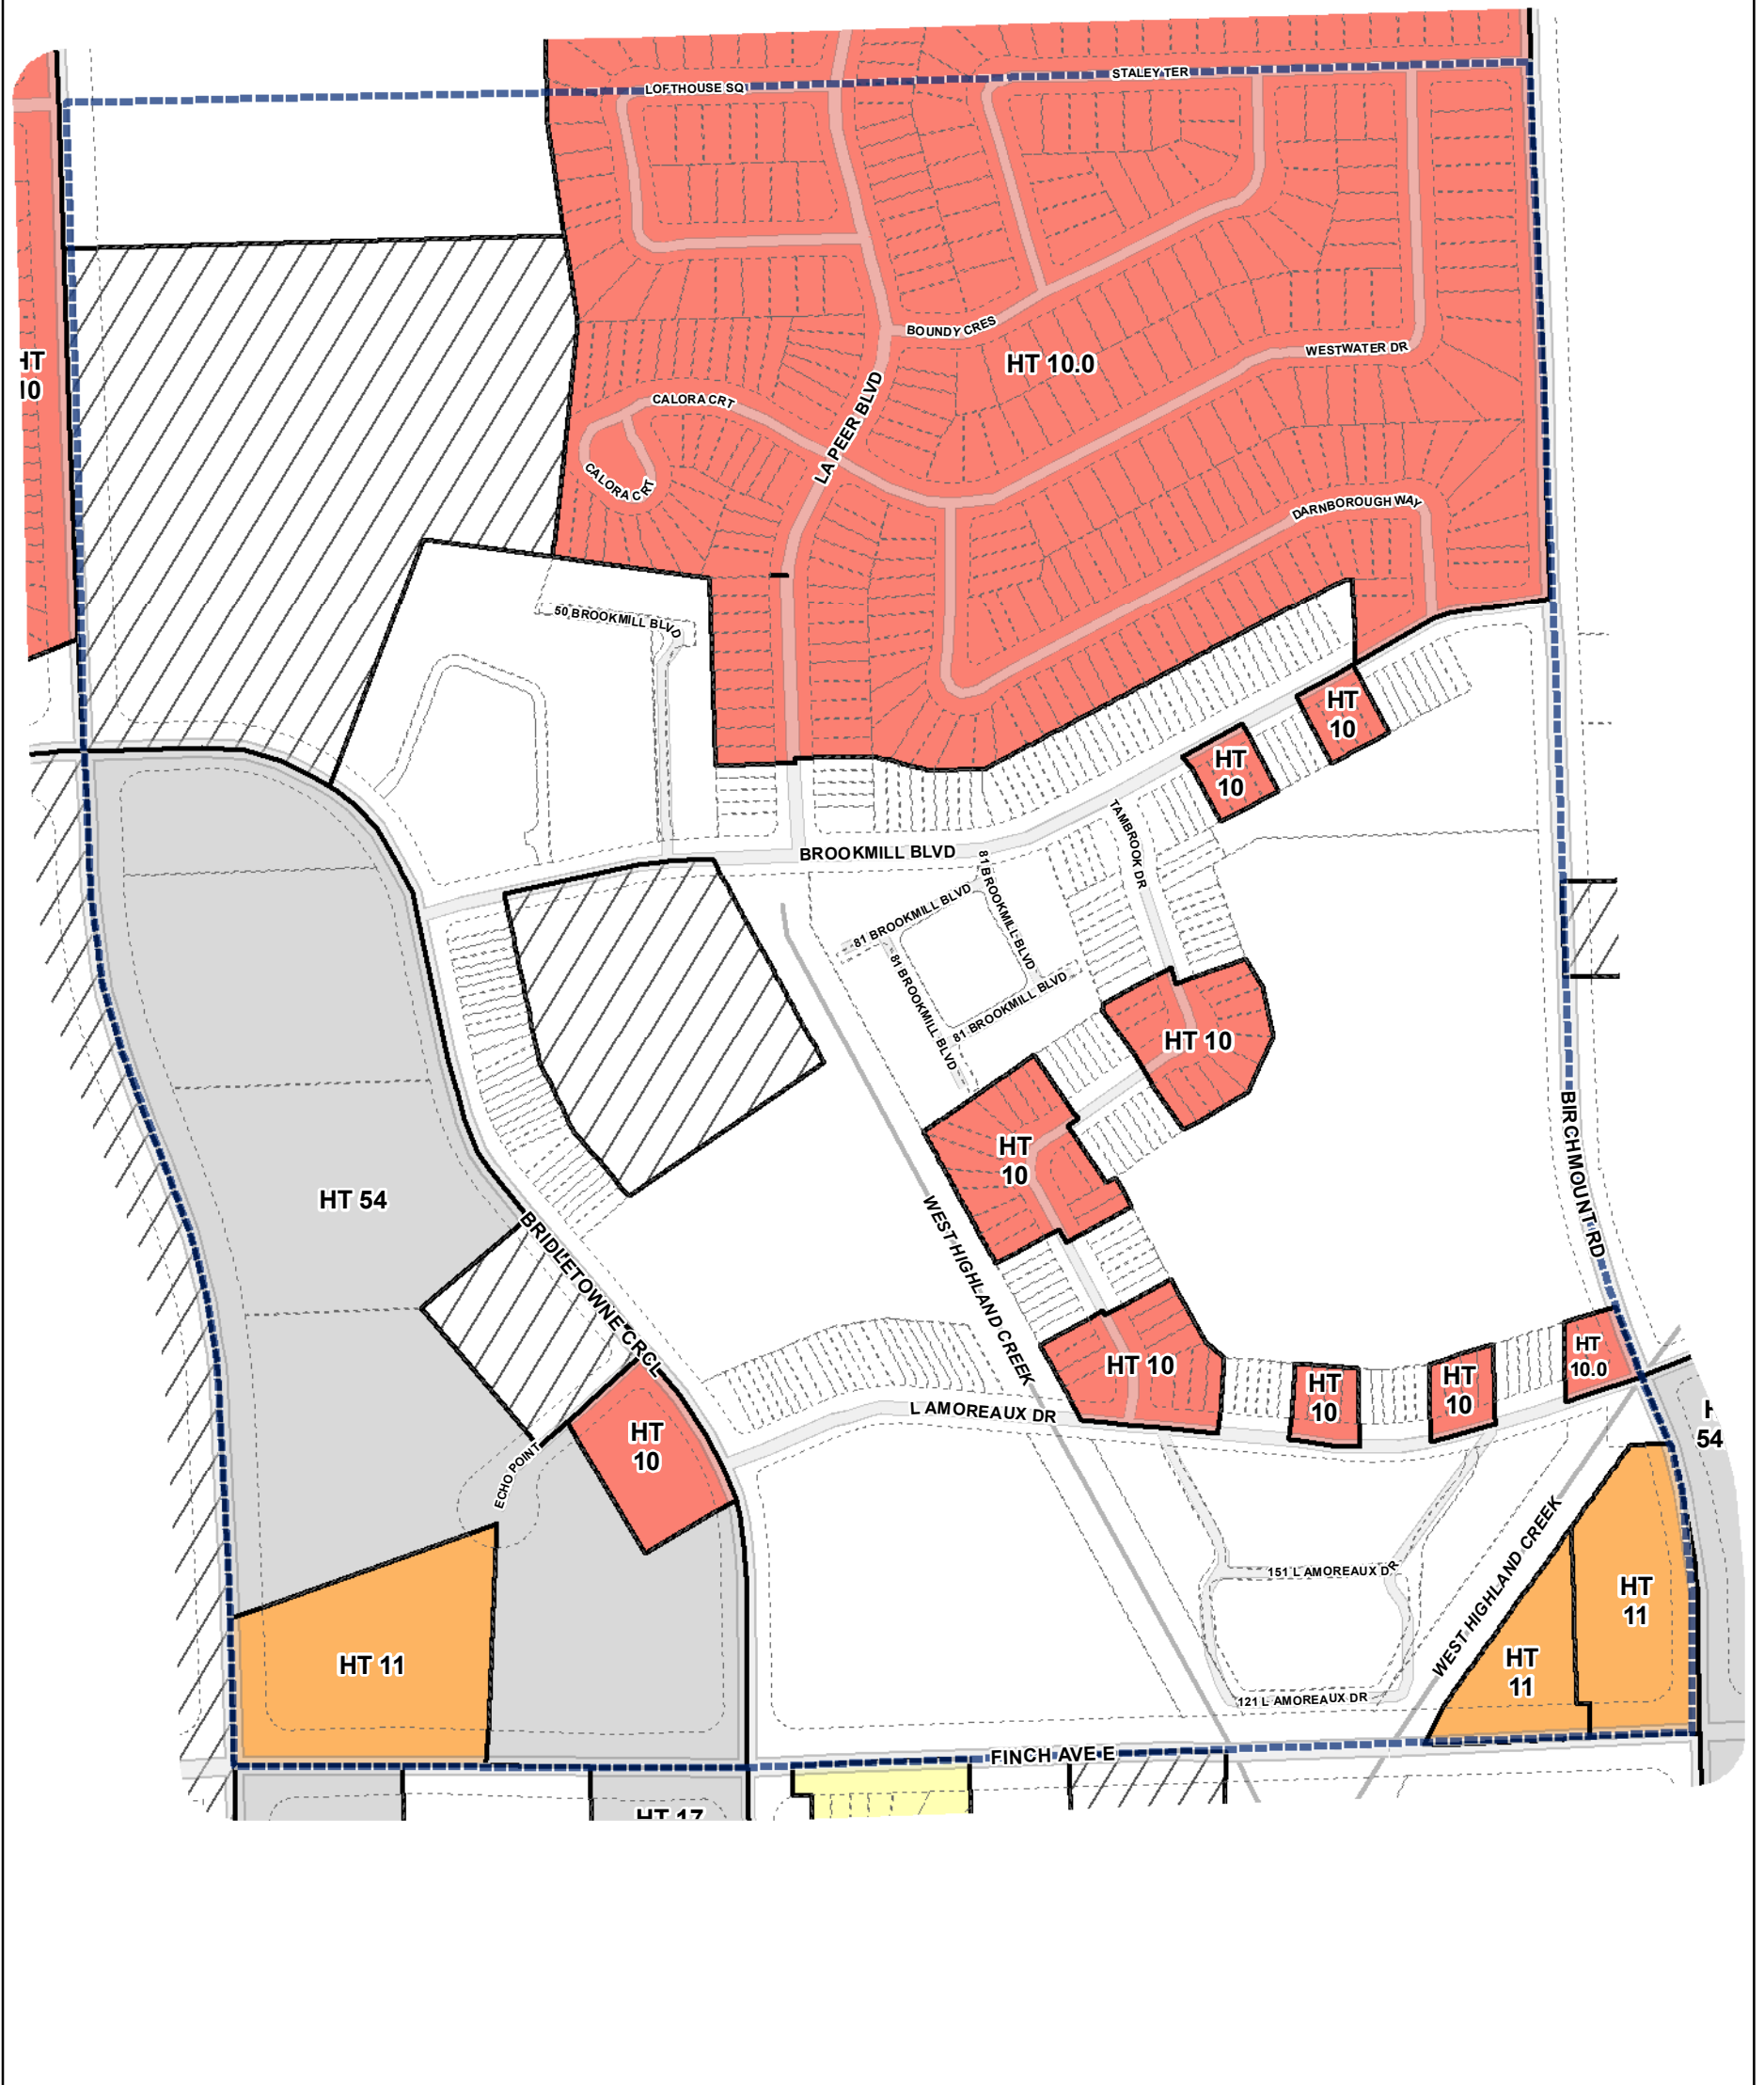 STALEY TER
LOFTHOUSE SQ
BOUNDY CRES
WESTWATER DR
HT 10.0
HT
10
CALORA CRT
LA PEER BLVD
CALORA CRT
DARNBOROUGH WAY
50 BROOKMILL BLVD
HT
10
HT
10
TAMBROOK DR
BROOKMILL BLVD
81 BROOKMILL BLVD
81 BROOKMILL BLVD
81 BROOKMILL BLVD
81 BROOKMILL BLVD
HT 10
HT
10
BIRCHMOUNT RD
HT 54
BRIDLETOWNE CRCL
WEST HIGHLAND CREEK
HT
10.0
HT 10
HT
10
HT
10
L AMOREAUX DR
54
HT
10
ECHO POINT
WEST HIGHLAND CREEK
151 L AMOREAUX DR
HT
11
HT 11
HT
11
121 L AMOREAUX DR
FINCH AVE E
HT 17